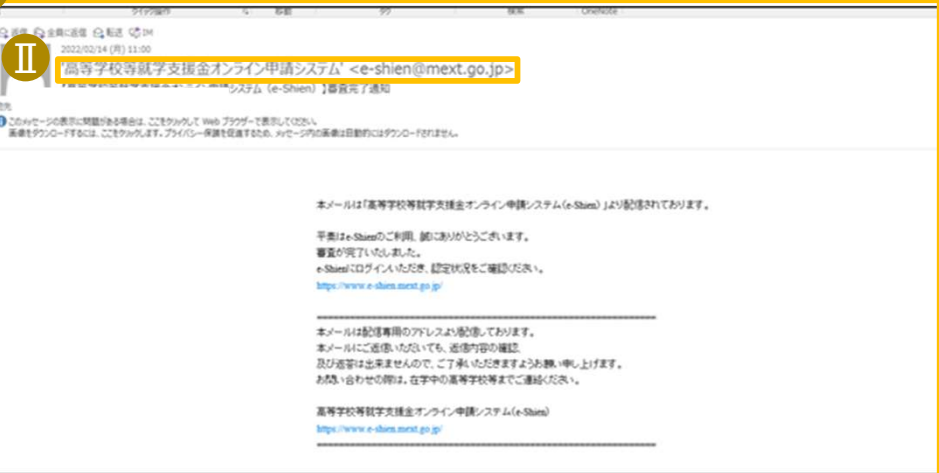 クイック操作 移動 タグ 検索 OneNote
返信 全員に返信 転送 IM
2022/02/14 (月) 11:00
Ⅱ
'高等学校等就学支援金オンライン申請システム' <e-shien@mext.go.jp>
システム (e-Shien) 】審査完了通知
宛先
このメッセージの表示に問題がある場合は、ここをクリックして Web ブラウザーで表示してください。
画像をダウンロードするには、ここをクリックします。プライバシー保護を促進するため、メッセージ内の画像は自動的にはダウンロードされません。
本メールは「高等学校等就学支援金オンライン申請システム(e-Shien) 」より配信されております。
平素はe-Shienのご利用、誠にありがとうございます。
審査が完了いたしました。
e-Shienにログインいただき、認定状況をご確認ください。
https://www.e-shien.mext.go.jp/
本メールは配信専用のアドレスより配信しております。
本メールにご返信いただいても、返信内容の確認、
及び返答は出来ませんので、ご了承いただきますようお願い申し上げます。
お問い合わせの際は、在学中の高等学校等までご連絡ください。
高等学校等就学支援金オンライン申請システム(e-Shien)
https://www.e-shien.mext.go.jp/